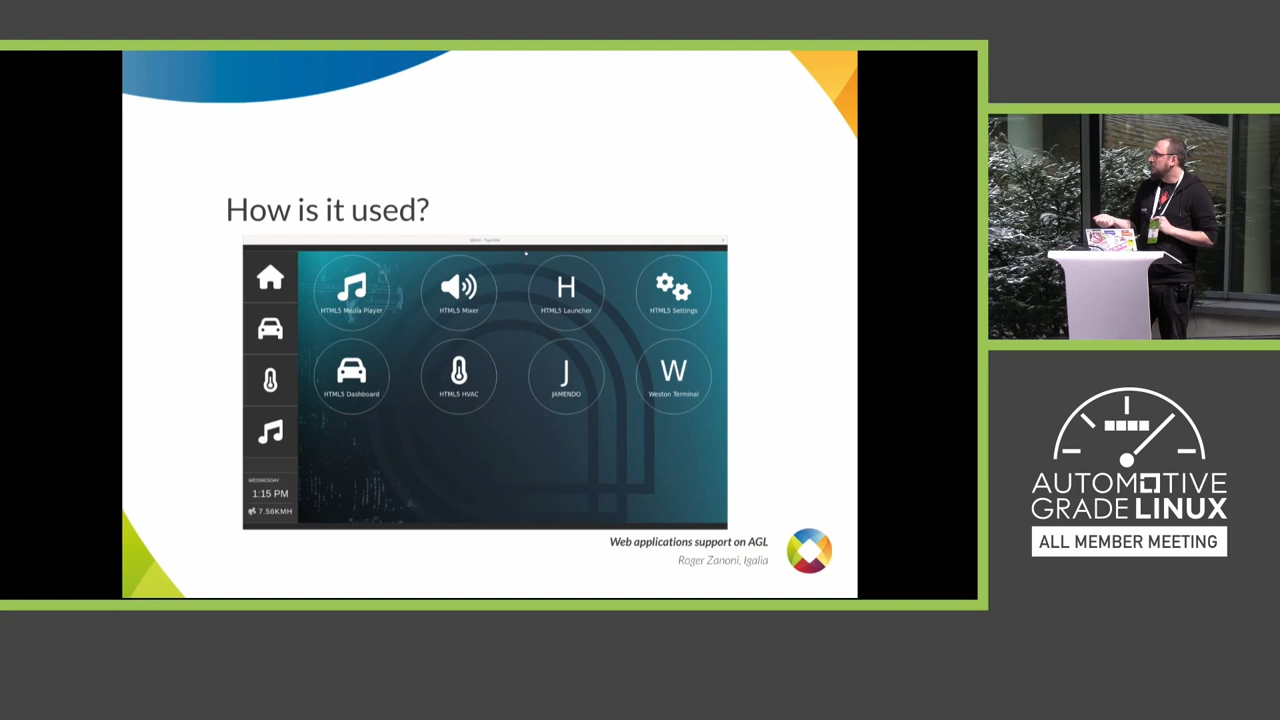 How is it used?
HTML5 Media Player
HTML5 Mixer
HTML5 Launcher
HTML5 Settings
HTML5 Dashboard
HTML5 HVAC
J
JAMENDO
W
Weston Terminal
H
WEDNESDAY
1:15 PM
7.56KMH
Web applications support on AGL
Roger Zanoni, Igalia
AUTOMOTIVE
GRADE LINUX
ALL MEMBER MEETING